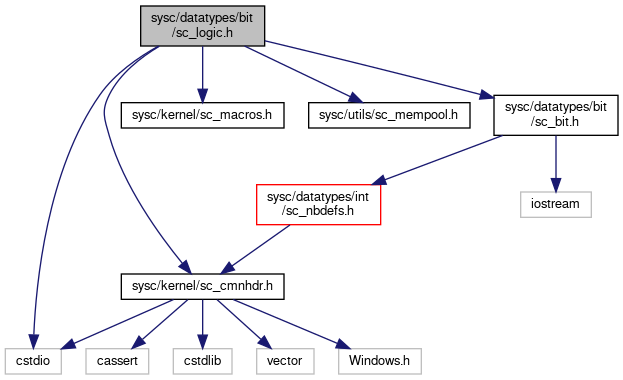 sysc/datatypes/bit
/sc_logic.h
sysc/kernel/sc_macros.h
sysc/utils/sc_mempool.h
sysc/datatypes/bit
/sc_bit.h
sysc/datatypes/int
/sc_nbdefs.h
iostream
sysc/kernel/sc_cmnhdr.h
cstdio
cassert
cstdlib
vector
Windows.h